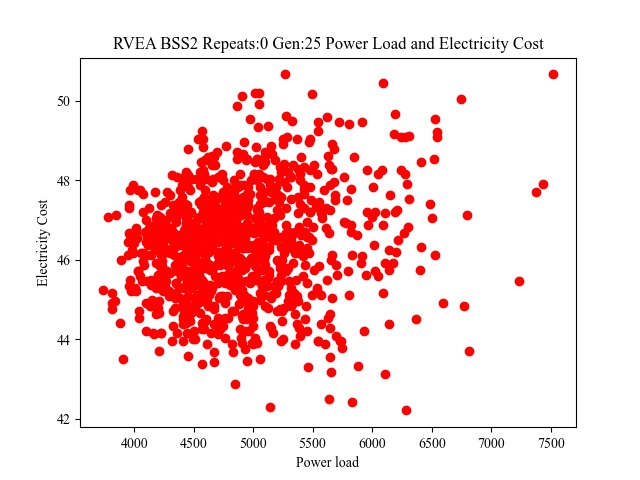 RVEA BSS2 Repeats:0 Gen:25 Power Load and Electricity Cost
50
48
46
44
42
Electricity Cost
4000 4500 5000 5500 6000 6500 7000 7500
Power load